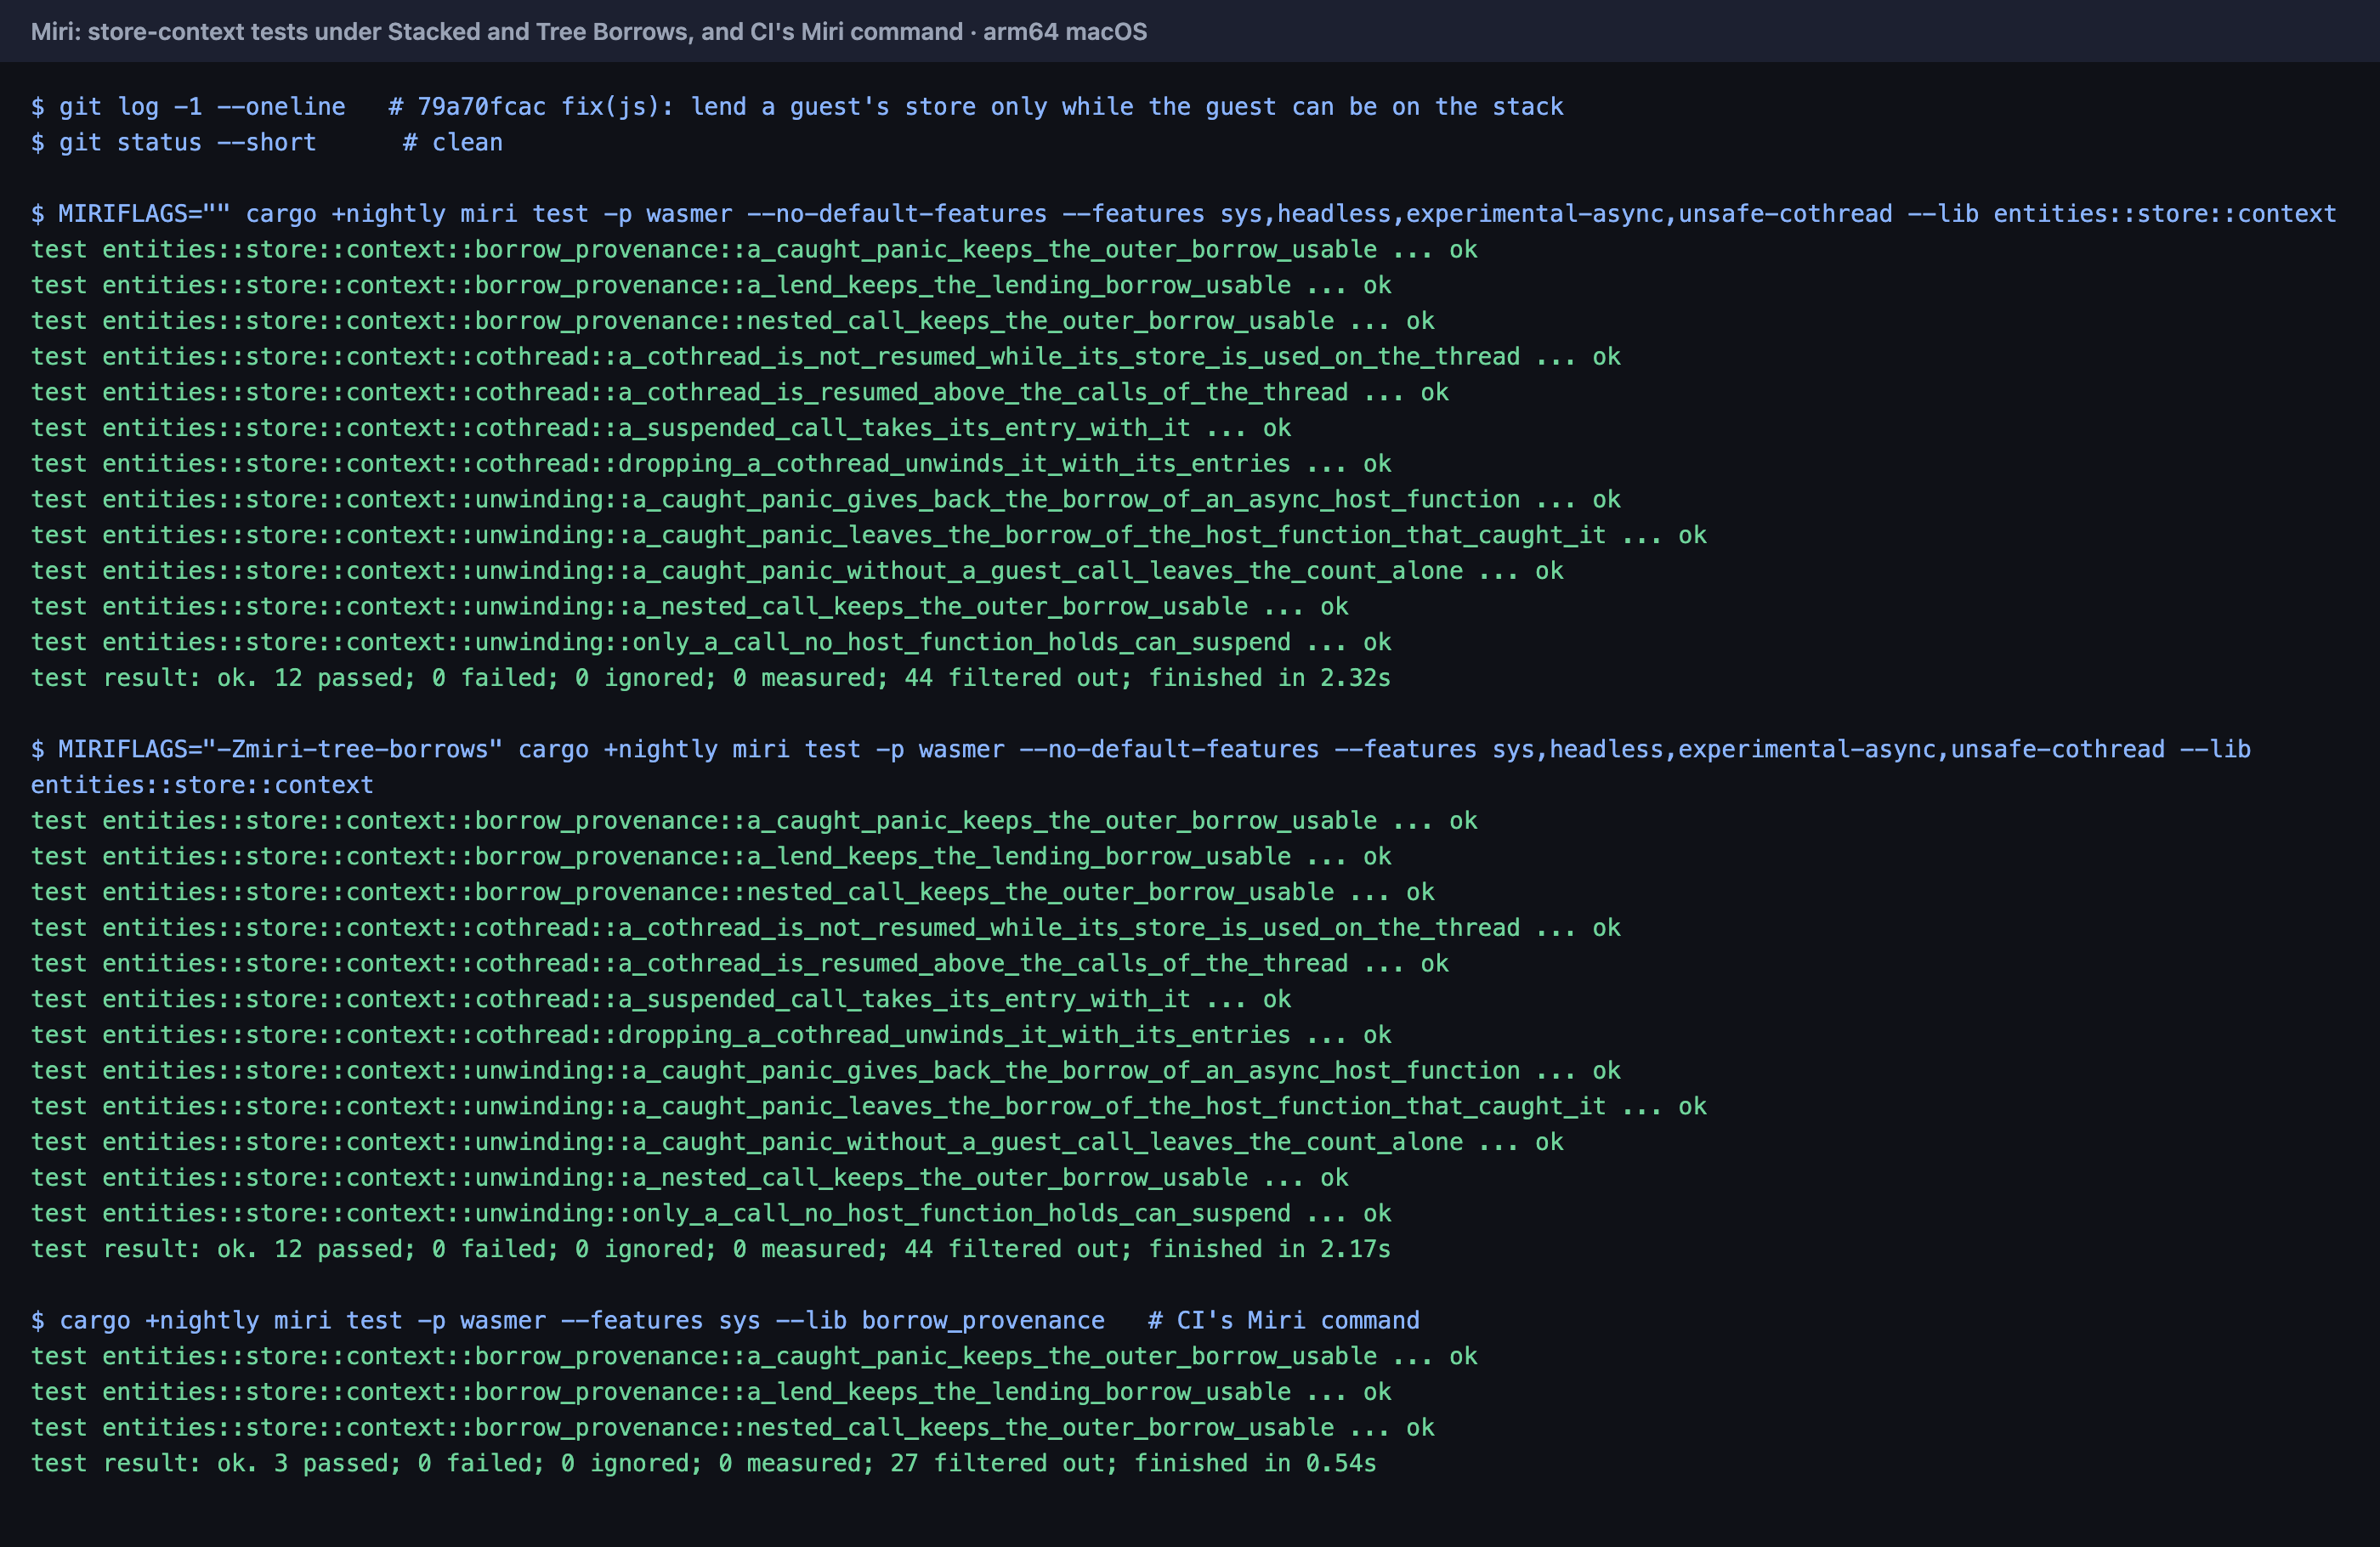 Miri: store-context tests under Stacked and Tree Borrows, and CI's Miri command · arm64 macOS
$ git log -1 --oneline   # 79a70fcac fix(js): lend a guest's store only while the guest can be on the stack
$ git status --short      # clean
$ MIRIFLAGS="" cargo +nightly miri test -p wasmer --no-default-features --features sys,headless,experimental-async,unsafe-cothread --lib entities::store::context
test entities::store::context::borrow_provenance::a_caught_panic_keeps_the_outer_borrow_usable ... ok
test entities::store::context::borrow_provenance::a_lend_keeps_the_lending_borrow_usable ... ok
test entities::store::context::borrow_provenance::nested_call_keeps_the_outer_borrow_usable ... ok
test entities::store::context::cothread::a_cothread_is_not_resumed_while_its_store_is_used_on_the_thread ... ok
test entities::store::context::cothread::a_cothread_is_resumed_above_the_calls_of_the_thread ... ok
test entities::store::context::cothread::a_suspended_call_takes_its_entry_with_it ... ok
test entities::store::context::cothread::dropping_a_cothread_unwinds_it_with_its_entries ... ok
test entities::store::context::unwinding::a_caught_panic_gives_back_the_borrow_of_an_async_host_function ... ok
test entities::store::context::unwinding::a_caught_panic_leaves_the_borrow_of_the_host_function_that_caught_it ... ok
test entities::store::context::unwinding::a_caught_panic_without_a_guest_call_leaves_the_count_alone ... ok
test entities::store::context::unwinding::a_nested_call_keeps_the_outer_borrow_usable ... ok
test entities::store::context::unwinding::only_a_call_no_host_function_holds_can_suspend ... ok
test result: ok. 12 passed; 0 failed; 0 ignored; 0 measured; 44 filtered out; finished in 2.32s
$ MIRIFLAGS="-Zmiri-tree-borrows" cargo +nightly miri test -p wasmer --no-default-features --features sys,headless,experimental-async,unsafe-cothread --lib
entities::store::context
test entities::store::context::borrow_provenance::a_caught_panic_keeps_the_outer_borrow_usable ... ok
test entities::store::context::borrow_provenance::a_lend_keeps_the_lending_borrow_usable ... ok
test entities::store::context::borrow_provenance::nested_call_keeps_the_outer_borrow_usable ... ok
test entities::store::context::cothread::a_cothread_is_not_resumed_while_its_store_is_used_on_the_thread ... ok
test entities::store::context::cothread::a_cothread_is_resumed_above_the_calls_of_the_thread ... ok
test entities::store::context::cothread::a_suspended_call_takes_its_entry_with_it ... ok
test entities::store::context::cothread::dropping_a_cothread_unwinds_it_with_its_entries ... ok
test entities::store::context::unwinding::a_caught_panic_gives_back_the_borrow_of_an_async_host_function ... ok
test entities::store::context::unwinding::a_caught_panic_leaves_the_borrow_of_the_host_function_that_caught_it ... ok
test entities::store::context::unwinding::a_caught_panic_without_a_guest_call_leaves_the_count_alone ... ok
test entities::store::context::unwinding::a_nested_call_keeps_the_outer_borrow_usable ... ok
test entities::store::context::unwinding::only_a_call_no_host_function_holds_can_suspend ... ok
test result: ok. 12 passed; 0 failed; 0 ignored; 0 measured; 44 filtered out; finished in 2.17s
$ cargo +nightly miri test -p wasmer --features sys --lib borrow_provenance   # CI's Miri command
test entities::store::context::borrow_provenance::a_caught_panic_keeps_the_outer_borrow_usable ... ok
test entities::store::context::borrow_provenance::a_lend_keeps_the_lending_borrow_usable ... ok
test entities::store::context::borrow_provenance::nested_call_keeps_the_outer_borrow_usable ... ok
test result: ok. 3 passed; 0 failed; 0 ignored; 0 measured; 27 filtered out; finished in 0.54s